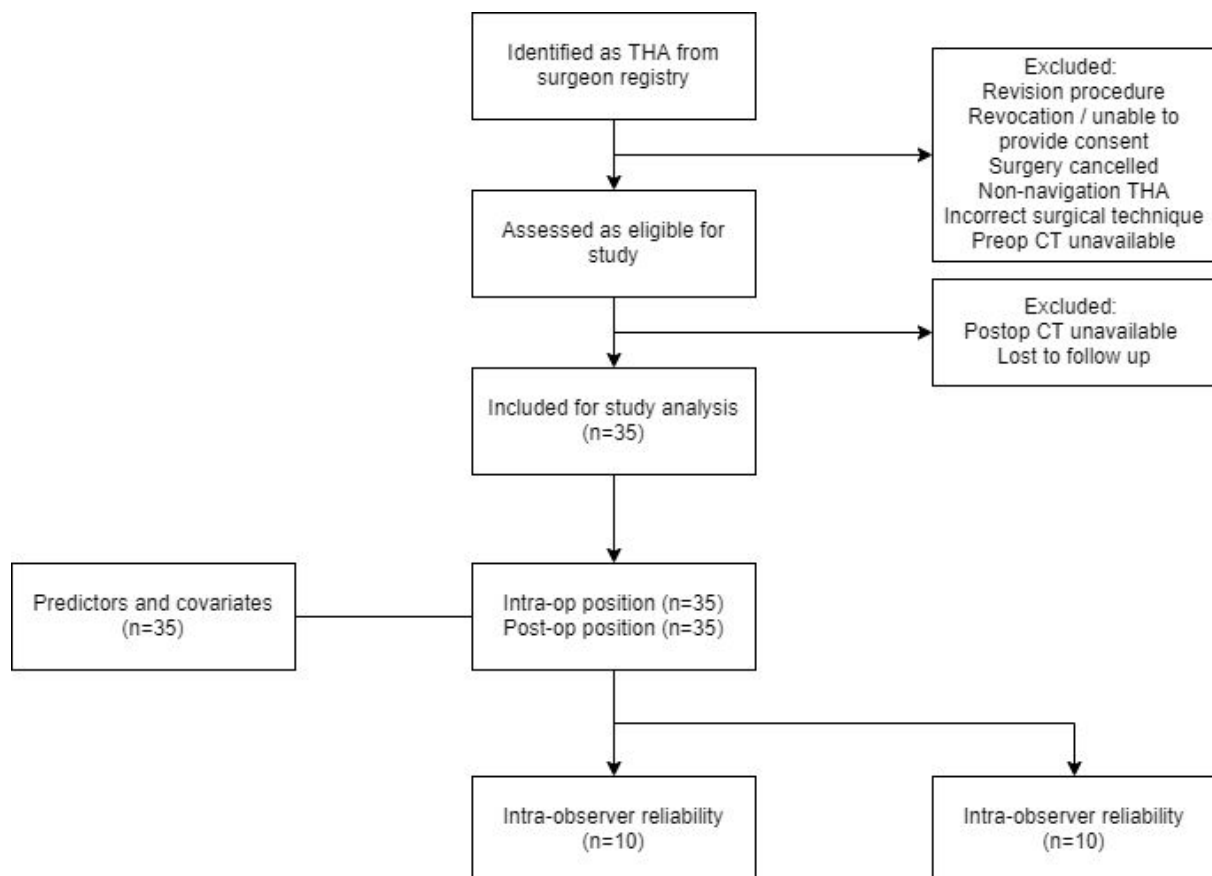 Identified as THA from
surgeon registry
Excluded:
Revision procedure
Revocation / unable to
provide consent
Surgery cancelled
Non-navigation THA
Incorrect surgical technique
Preop CT unavailable
Assessed as eligible for
study
Excluded:
Postop CT unavailable
Lost to follow up
Included for study analysis
(n=35)
Predictors and covariates
(n=35)
Intra-op position (n=35)
Post-op position (n=35)
Intra-observer reliability
(n=10)
Intra-observer reliability
(n=10)